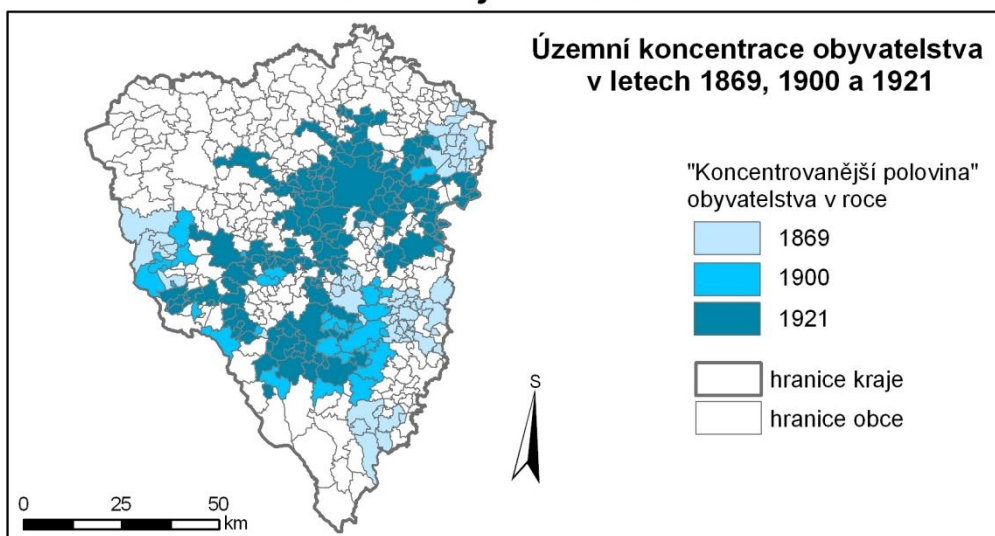 Územní koncentrace obyvatelstva
v letech 1869, 1900 a 1921
"Koncentrovanější polovina"
obyvatelstva v roce
1869
1900
1921
hranice kraje
hranice obce
S
0 25 50
km